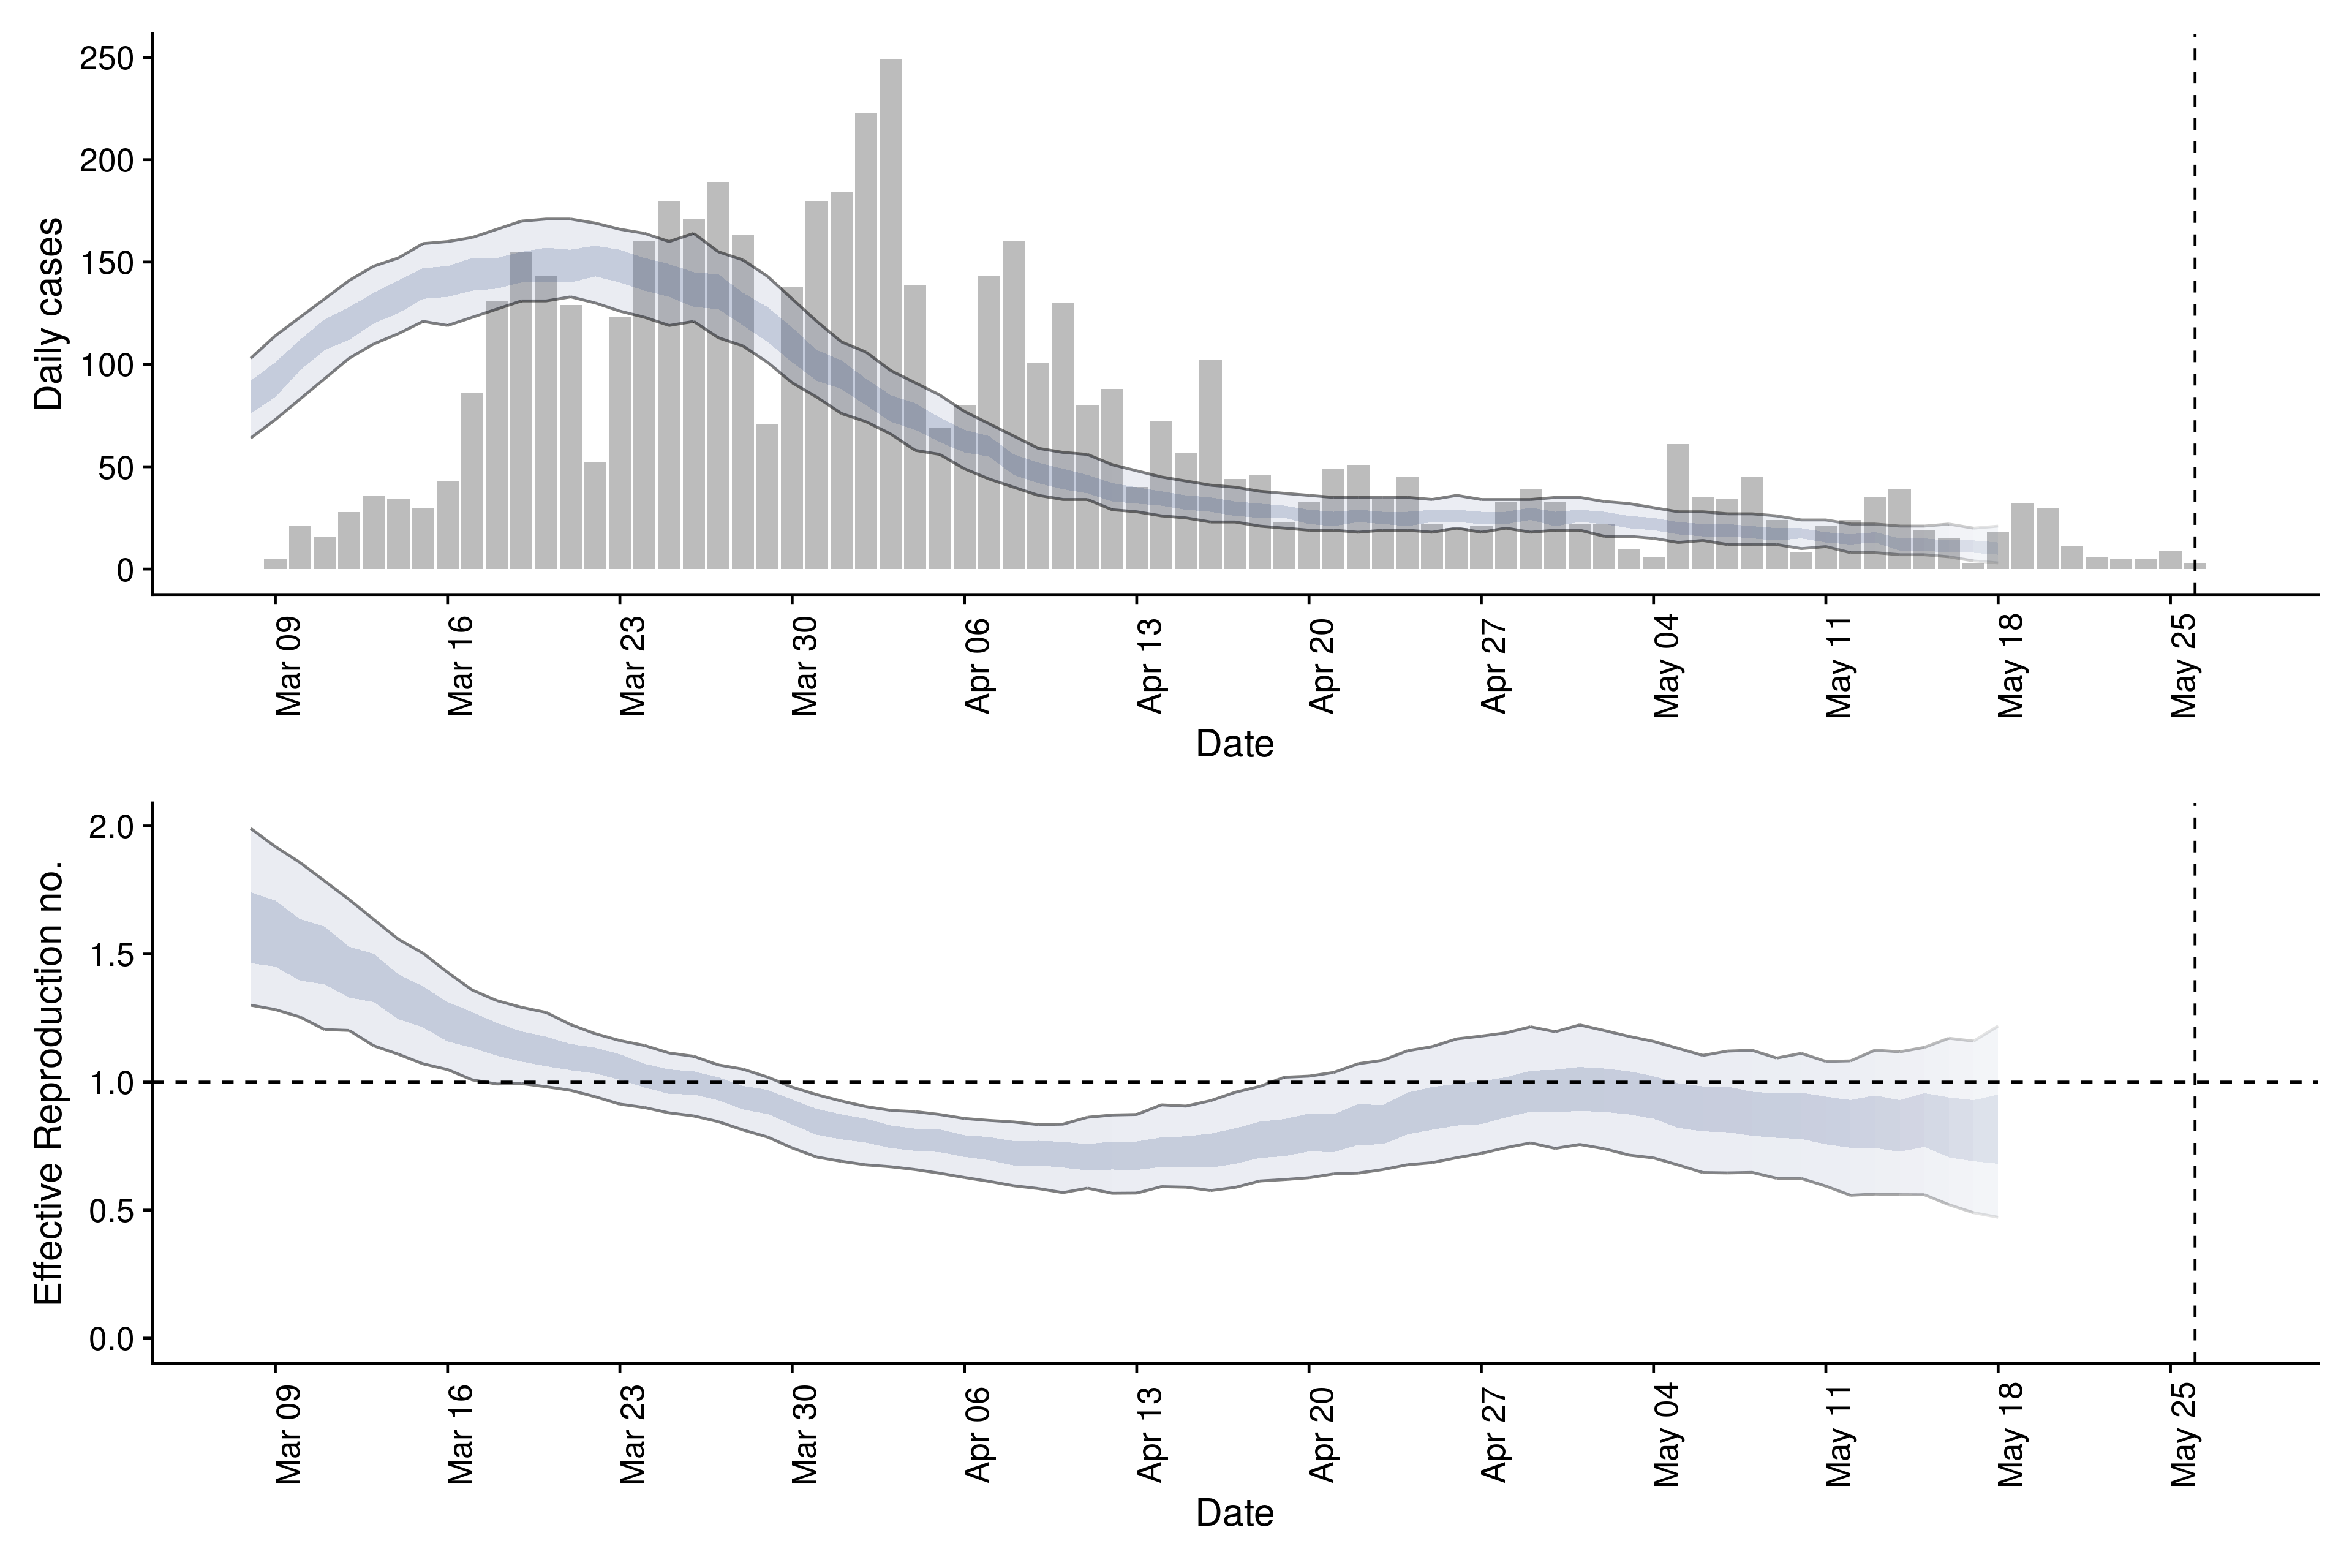 Daily cases
250
200
150
100
50
0
Mar 09
Mar 16
Mar 23
Mar 30
Apr 06
Apr 13
Apr 20
Apr 27
May 04
May 11
May 18
May 25
Date
Effective Reproduction no.
2.0
1.5
1.0
0.5
0.0
Mar 09
Mar 16
Mar 23
Mar 30
Apr 06
Apr 13
Apr 20
Apr 27
May 04
May 11
May 18
May 25
Date